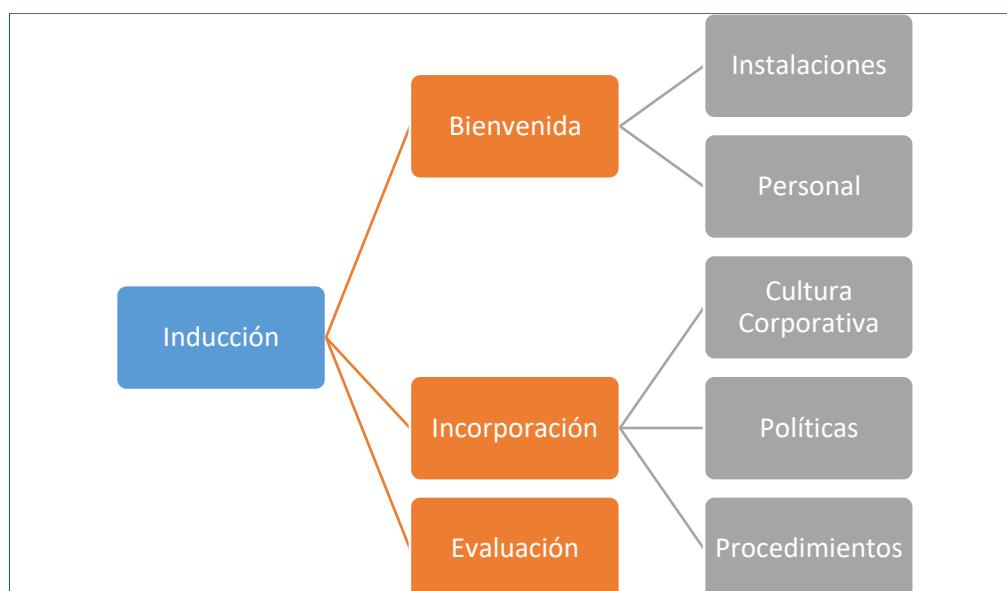 Inducción
Bienvenida
Instalaciones
Personal
Incorporación
Cultura
Corporativa
Políticas
Procedimientos
Evaluación